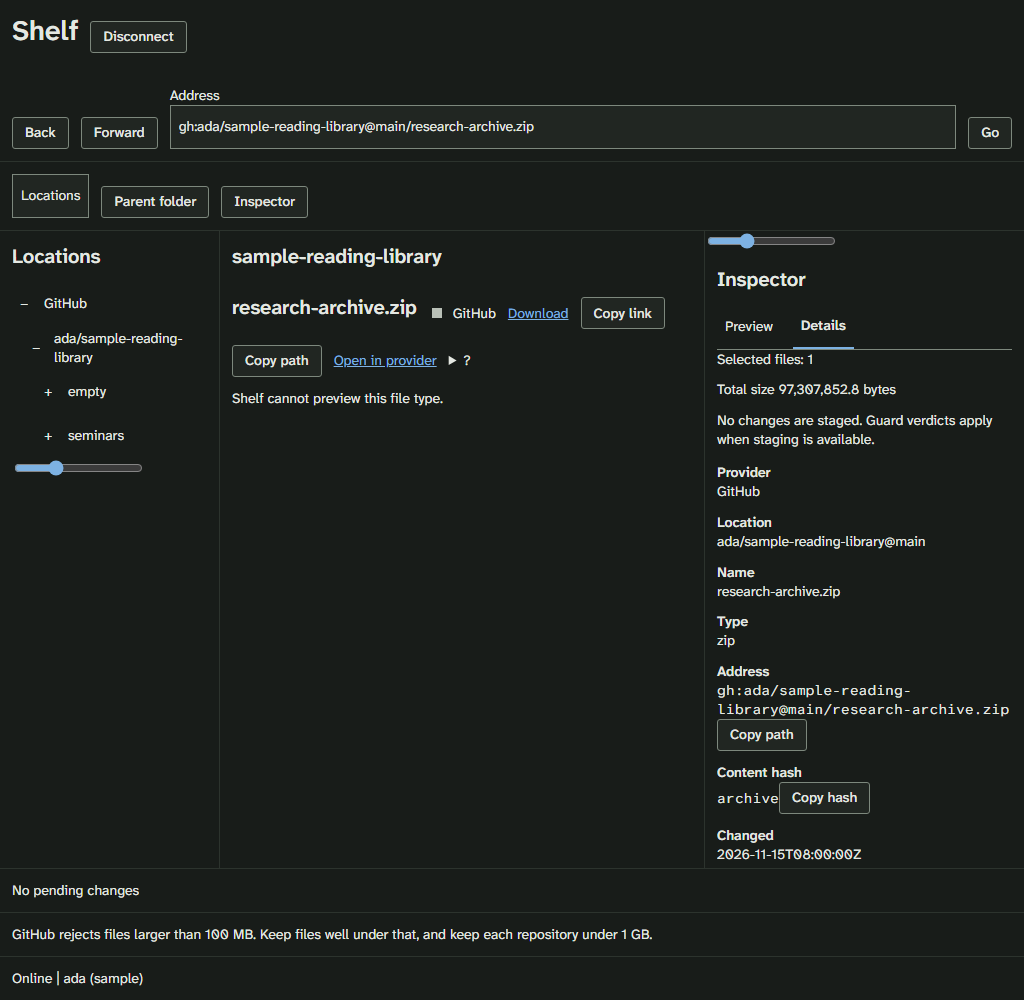 Shelf
Disconnect
Address
Back
Forward
gh:ada/sample-reading-library@main/research-archive.zip
Go
Locations
Parent folder
Inspector
Locations
– GitHub
– ada/sample-reading-
library
+ empty
+ seminars
sample-reading-library
research-archive.zip
GitHub
Download
Copy link
Copy path
Open in provider
?
Shelf cannot preview this file type.
Inspector
Preview
Details
Selected files: 1
Total size 97,307,852.8 bytes
No changes are staged. Guard verdicts apply
when staging is available.
Provider
GitHub
Location
ada/sample-reading-library@main
Name
research-archive.zip
Type
zip
Address
gh:ada/sample-reading-
library@main/research-archive.zip
Copy path
Content hash
archive
Copy hash
Changed
2026-11-15T08:00:00Z
No pending changes
GitHub rejects files larger than 100 MB. Keep files well under that, and keep each repository under 1 GB.
Online | ada (sample)